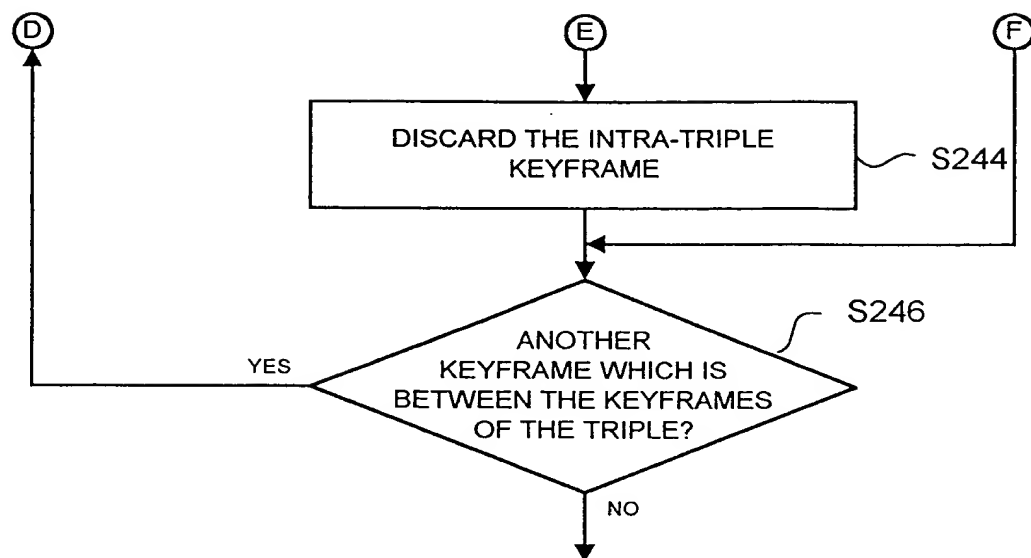 D
E
F
DISCARD THE INTRA-TRIPLE
KEYFRAME
S244
S246
ANOTHER
KEYFRAME WHICH IS
BETWEEN THE KEYFRAMES
OF THE TRIPLE?
YES
NO